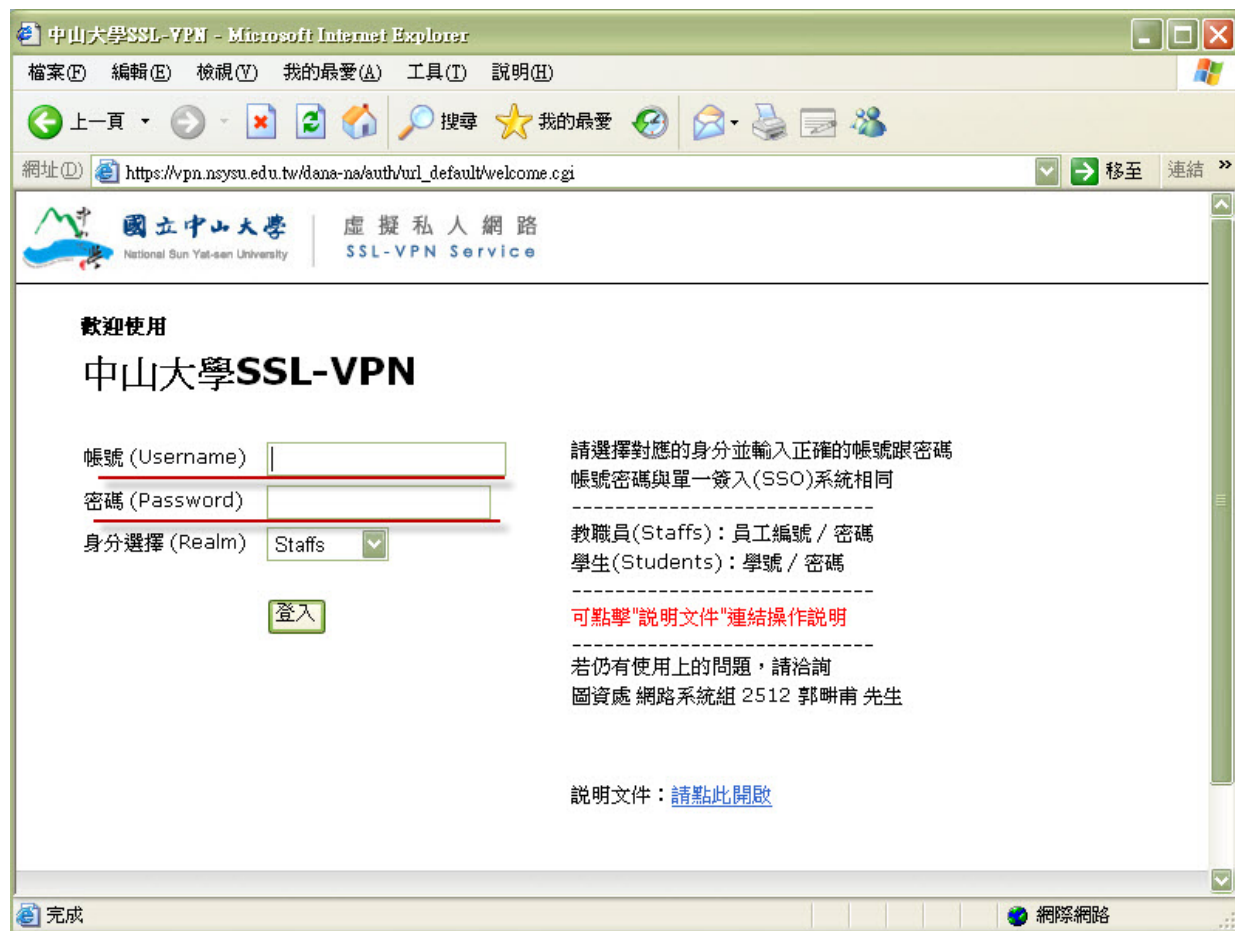 中山大學SSL-VPN - Microsoft Internet Explorer
檔案(F) 編輯(E) 檢視(V) 我的最愛(A) 工具(T) 說明(H)
上一頁 搜尋 我的最愛
網址(D) https://vpn.nsysu.edu.tw/dana-na/auth/url_default/welcome.cgi 移至 連結 »
國立中山大學
National Sun Yat-sen University
虛擬私人網路
SSL-VPN Service
歡迎使用
中山大學SSL-VPN
帳號 (Username)
密碼 (Password)
身分選擇 (Realm) Staffs
登入
請選擇對應的身分並輸入正確的帳號跟密碼
帳號密碼與單一簽入(SSO)系統相同
----------------------------
教職員(Staffs)：員工編號 / 密碼
學生(Students)：學號 / 密碼
----------------------------
可點擊"說明文件"連結操作說明
----------------------------
若仍有使用上的問題，請洽詢
圖資處 網路系統組 2512 郭畊甫 先生
說明文件：請點此開啟
完成 網際網路